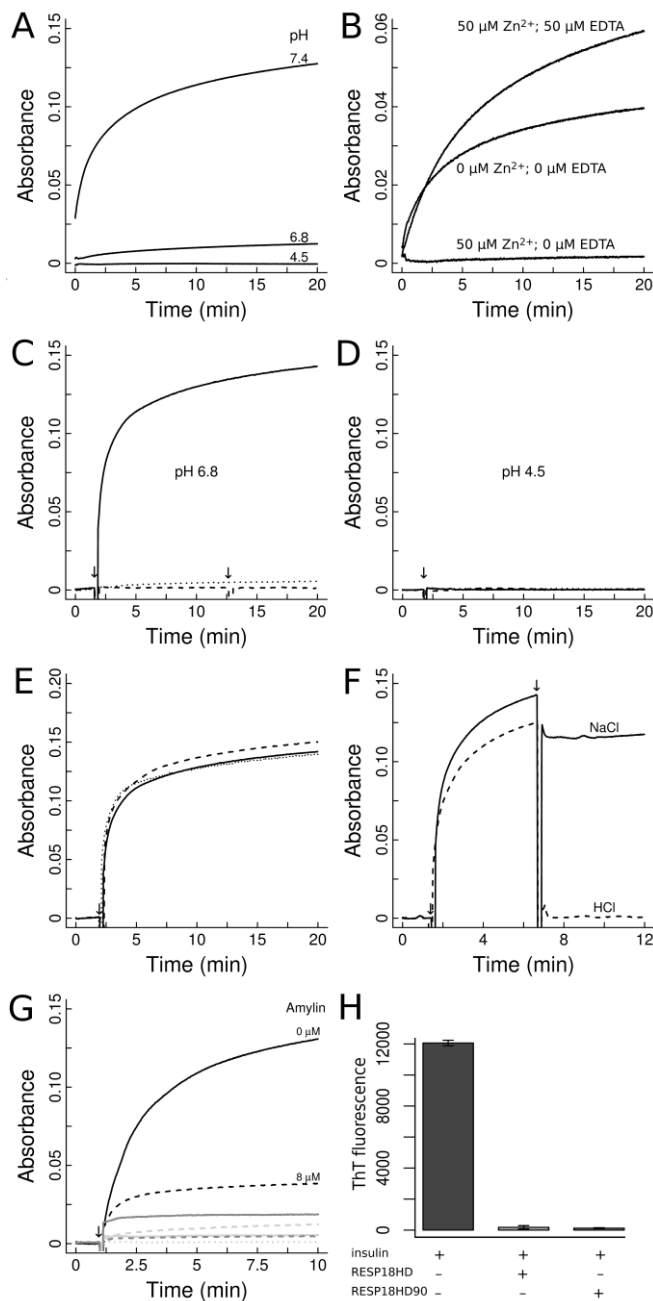 A
pH
7.4
6.8
4.5
Absorbance
0 0.05 0.10 0.15
0 5 10 15 20
Time (min)
B
50 μM Zn²⁺; 50 μM EDTA
0 μM Zn²⁺; 0 μM EDTA
50 μM Zn²⁺; 0 μM EDTA
Absorbance
0 0.02 0.04 0.06
0 5 10 15 20
Time (min)
C
pH 6.8
Absorbance
0 0.05 0.10 0.15
0 5 10 15 20
Time (min)
D
pH 4.5
Absorbance
0 0.05 0.10 0.15
0 5 10 15 20
Time (min)
E
Absorbance
0 0.05 0.10 0.15 0.20
0 5 10 15 20
Time (min)
F
NaCl
HCl
Absorbance
0 0.05 0.10 0.15
0 4 6 8 12
Time (min)
G
Amylin
0 μM
8 μM
Absorbance
0 0.05 0.10 0.15
0 2.5 5 7.5 10
Time (min)
H
ThT fluorescence
0 4000 8000 12000
insulin + + +
RESP18HD – + –
RESP18HD90 – – +